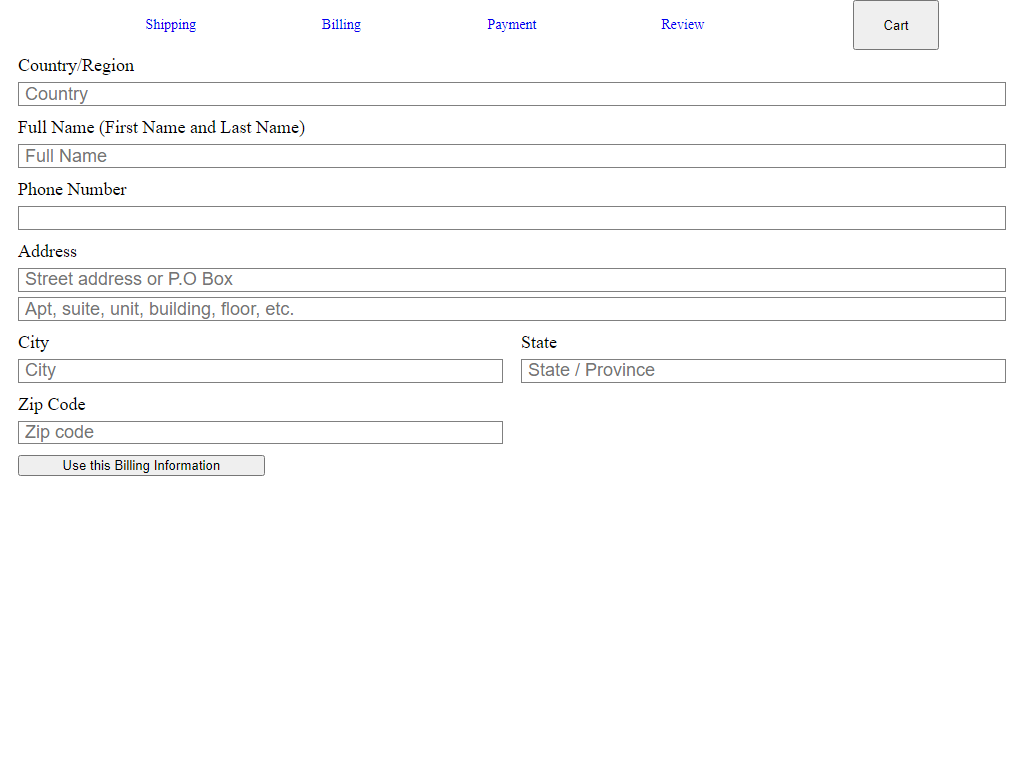 Shipping Billing Payment Review Cart
Country/Region
Country
Full Name (First Name and Last Name)
Full Name
Phone Number
Address
Street address or P.O Box
Apt, suite, unit, building, floor, etc.
City State
City State / Province
Zip Code
Zip code
Use this Billing Information